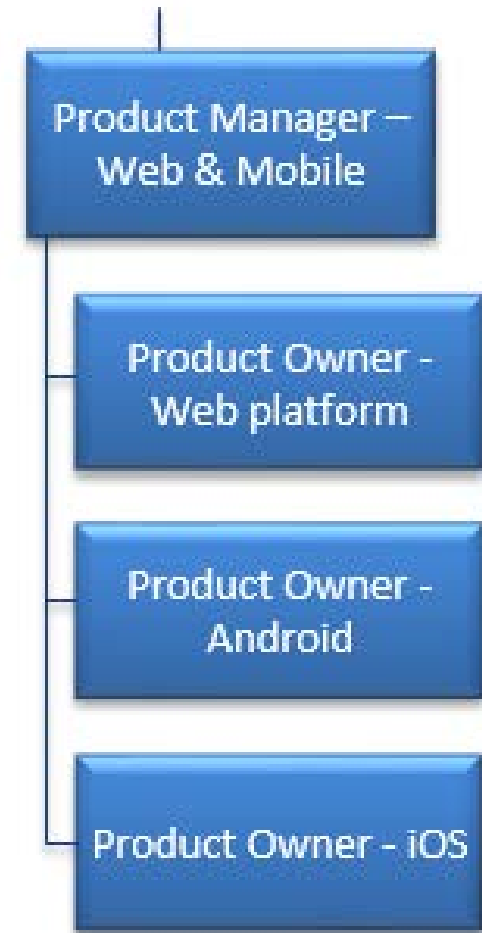 Product Manager –
Web & Mobile
Product Owner -
Web platform
Product Owner -
Android
Product Owner - iOS